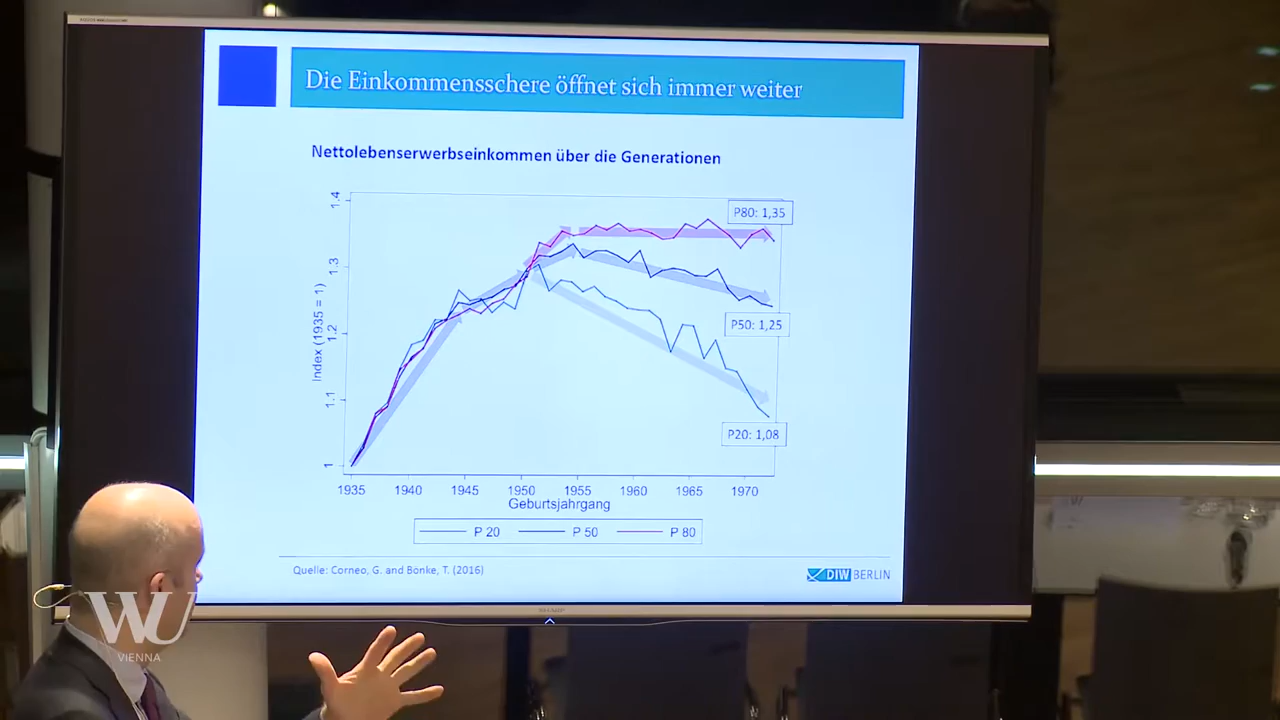 Die Einkommensschere öffnet sich immer weiter
Nettolebenserwerbseinkommen über die Generationen
1.4
1.3
1.2
1.1
1
Index (1935 = 1)
P80: 1,35
P50: 1,25
P20: 1,08
1935 1940 1945 1950 1955 1960 1965 1970
Geburtsjahrgang
P 20 P 50 P 80
Quelle: Corneo, G. and Bönke, T. (2016)
DIW BERLIN
SHARP
WU
VIENNA